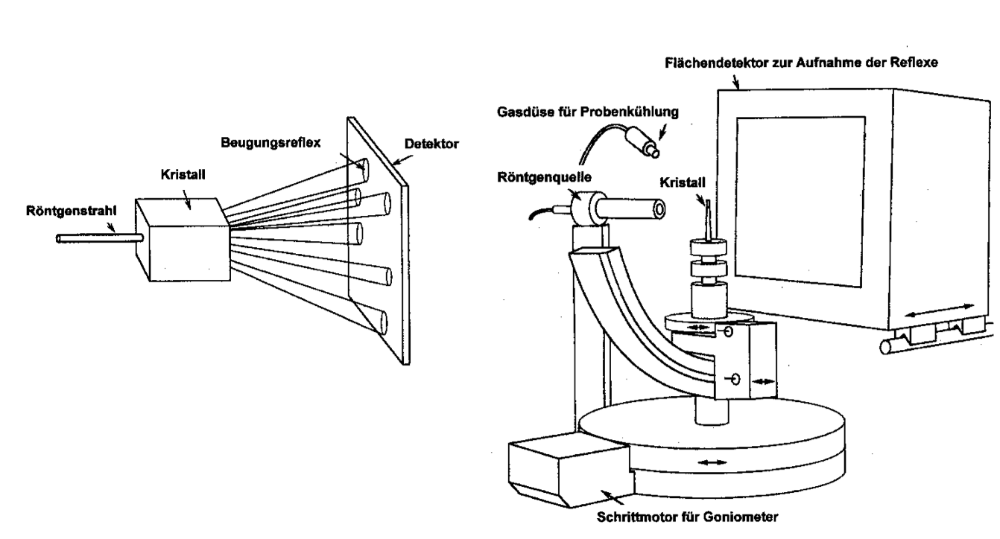 Beugungsreflex
Detektor
Kristall
Röntgenstrahl
Flächendetektor zur Aufnahme der Reflexe
Gasdüse für Probenkühlung
Röntgenquelle
Kristall
Schrittmotor für Goniometer